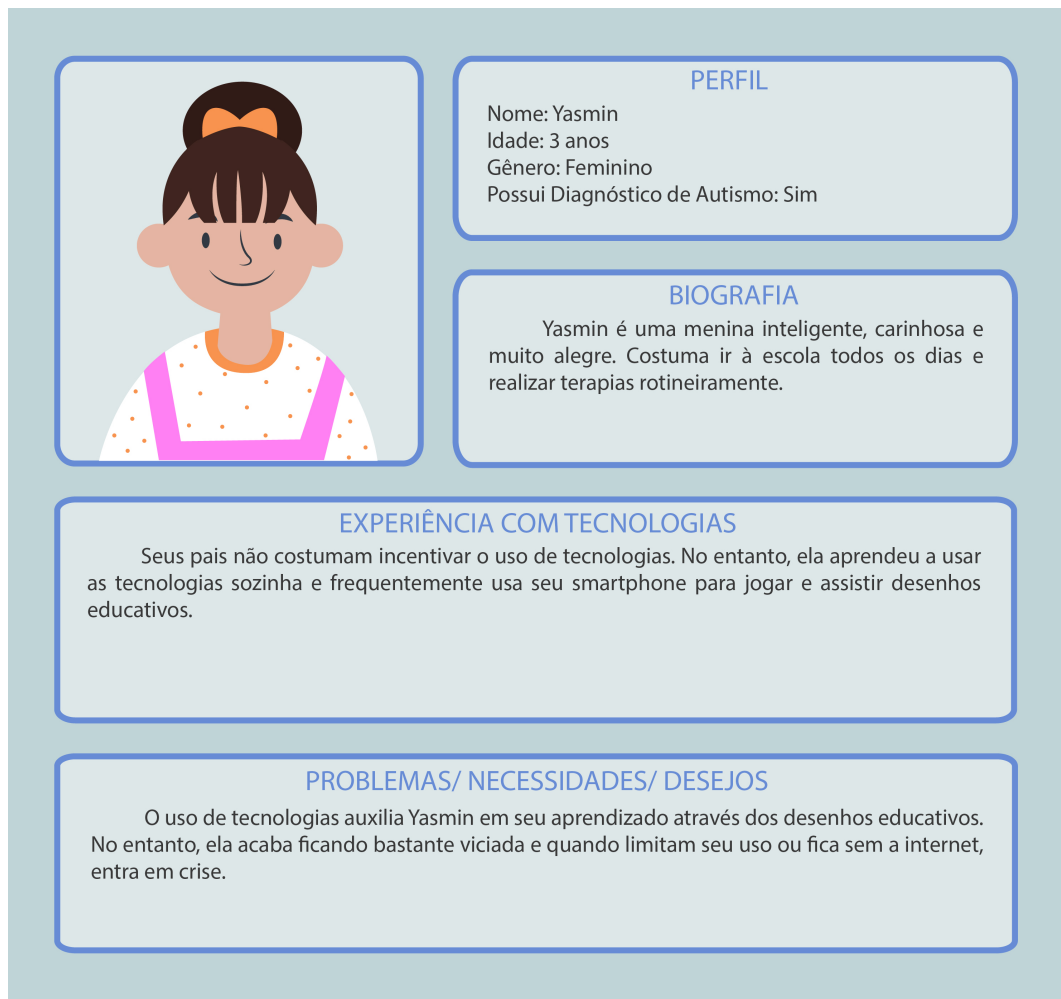 PERFIL
Nome: Yasmin
Idade: 3 anos
Gênero: Feminino
Possui Diagnóstico de Autismo: Sim
BIOGRAFIA
Yasmin é uma menina inteligente, carinhosa e
muito alegre. Costuma ir à escola todos os dias e
realizar terapias rotineiramente.
EXPERIÊNCIA COM TECNOLOGIAS
Seus pais não costumam incentivar o uso de tecnologias. No entanto, ela aprendeu a usar
as tecnologias sozinha e frequentemente usa seu smartphone para jogar e assistir desenhos
educativos.
PROBLEMAS/ NECESSIDADES/ DESEJOS
O uso de tecnologias auxilia Yasmin em seu aprendizado através dos desenhos educativos.
No entanto, ela acaba ficando bastante viciada e quando limitam seu uso ou fica sem a internet,
entra em crise.